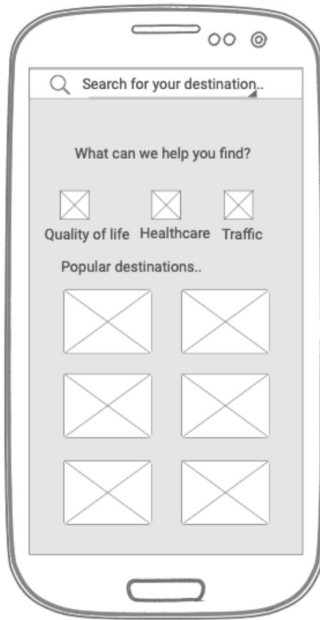 Search for your destination..
What can we help you find?
Quality of life Healthcare Traffic
Popular destinations..